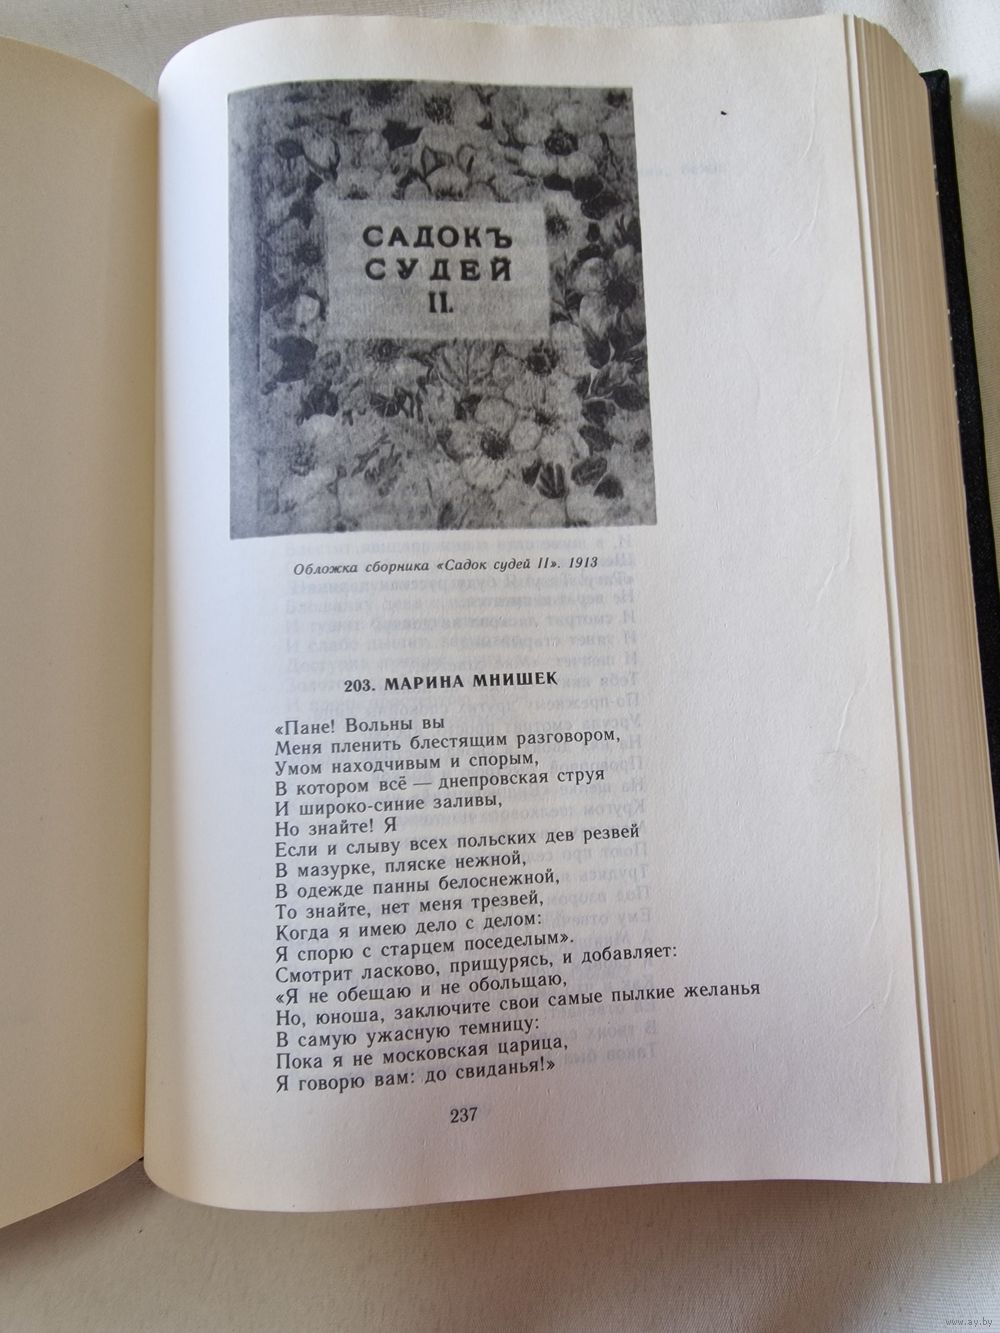 САДОКЪ
СУДЕЙ
II.
Обложка сборника «Садок судей II». 1913
203. МАРИНА МНИШЕК
«Пане! Вольны вы
Меня пленить блестящим разговором,
Умом находчивым и спорым,
В котором всё — днепровская струя
И широко-синие заливы,
Но знайте! Я
Если и слыву всех польских дев резвей
В мазурке, пляске нежной,
В одежде панны белоснежной,
То знайте, нет меня трезвей,
Когда я имею дело с делом:
Я спорю с старцем поседелым».
Смотрит ласково, прищурясь, и добавляет:
«Я не обещаю и не обольщаю,
Но, юноша, заключите свои самые пылкие желанья
В самую ужасную темницу:
Пока я не московская царица,
Я говорю вам: до свиданья!»
237
www.ay.by